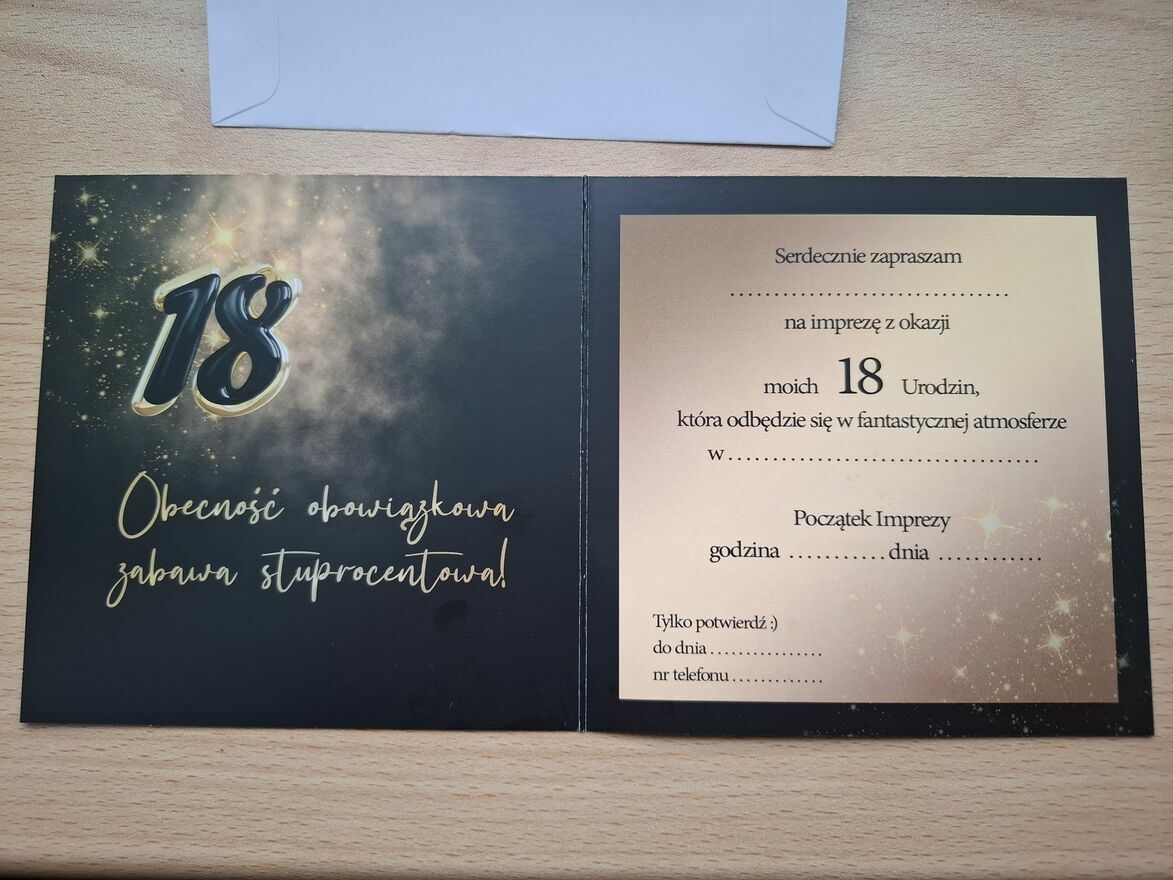 18
Obecność obowiązkowa
zabawa stuprocentowa!
Serdecznie zapraszam
................................
na imprezę z okazji
moich 18 Urodzin,
która odbędzie się w fantastycznej atmosferze
w....................................
Początek Imprezy
godzina ...........dnia ............
Tylko potwierdź :)
do dnia ................
nr telefonu .............